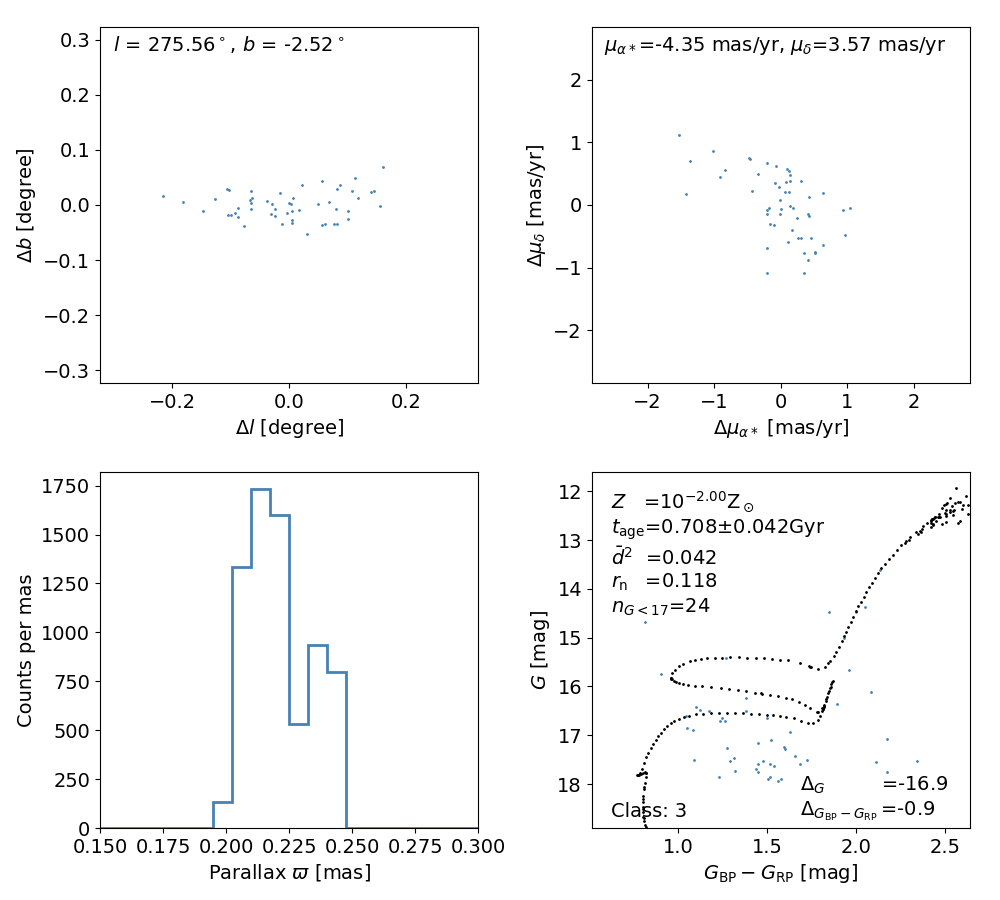 l = 275.56°, b = -2.52°
0.3
0.2
0.1
0.0
−0.1
−0.2
−0.3
−0.2
0.0
0.2
Δl [degree]
Δb [degree]
μα*=-4.35 mas/yr, μδ=3.57 mas/yr
2
1
0
−1
−2
−2
−1
0
1
2
Δμα* [mas/yr]
Δμδ [mas/yr]
1750
1500
1250
1000
750
500
250
0
0.150
0.175
0.200
0.225
0.250
0.275
0.300
Parallax ϖ [mas]
Counts per mas
Z =10^−2.00Z⊙
tage=0.708±0.042Gyr
d̄² =0.042
rn =0.118
nG<17=24
ΔG =-16.9
Class: 3
ΔGBP−GRP=-0.9
12
13
14
15
16
17
18
1.0
1.5
2.0
2.5
GBP − GRP [mag]
G [mag]